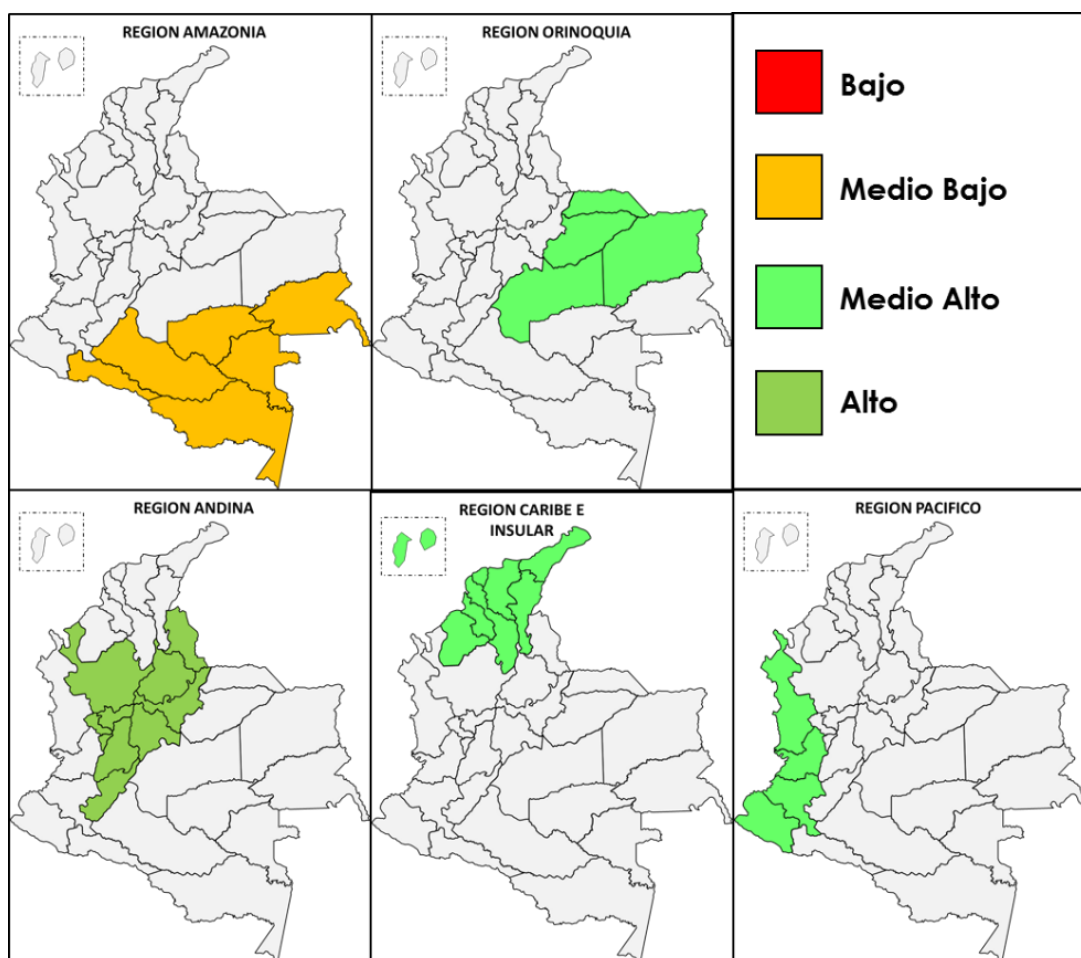 REGION AMAZONIA
REGION ORINOQUIA
Bajo
Medio Bajo
Medio Alto
Alto
REGION ANDINA
REGION CARIBE E
INSULAR
REGION PACIFICO